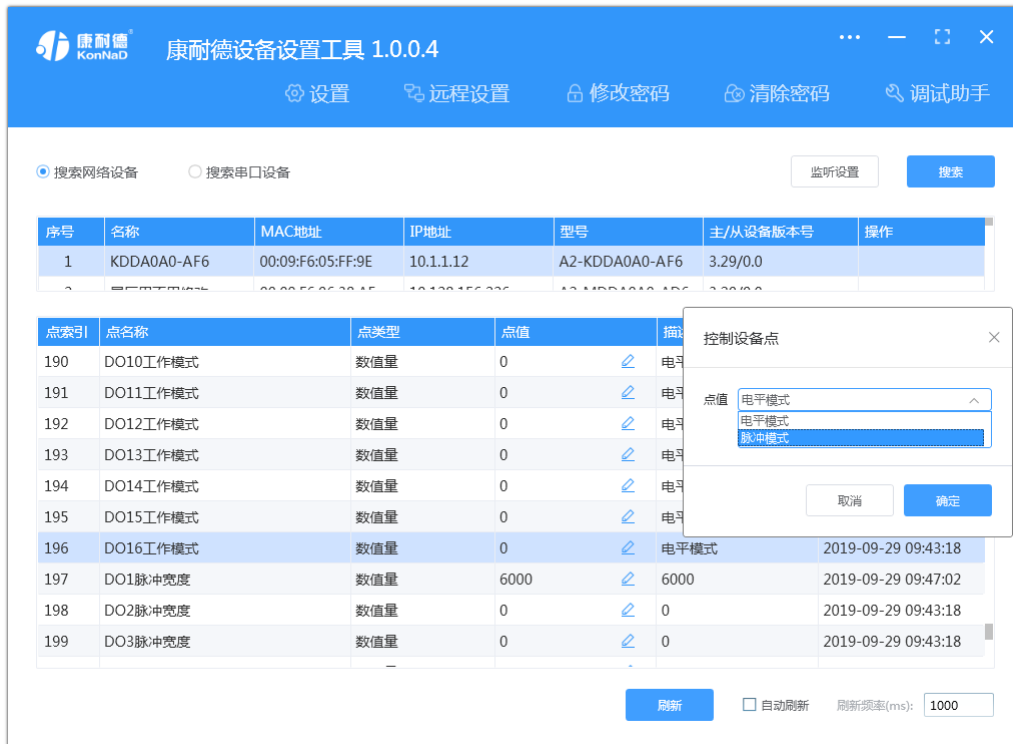 康耐德®
KonNaD
康耐德设备设置工具 1.0.0.4
设置 远程设置 修改密码 清除密码 调试助手
搜索网络设备 搜索串口设备 监听设置 搜索
序号 名称 MAC地址 IP地址 型号 主/从设备版本号 操作
1 KDDA0A0-AF6 00:09:F6:05:FF:9E 10.1.1.12 A2-KDDA0A0-AF6 3.29/0.0
点索引 点名称 点类型 点值
控制设备点
190 DO10工作模式 数值量 0
191 DO11工作模式 数值量 0
点值 电平模式
192 DO12工作模式 数值量 0
电平模式
脉冲模式
193 DO13工作模式 数值量 0
194 DO14工作模式 数值量 0
取消 确定
195 DO15工作模式 数值量 0
196 DO16工作模式 数值量 0 电平模式 2019-09-29 09:43:18
197 DO1脉冲宽度 数值量 6000 6000 2019-09-29 09:47:02
198 DO2脉冲宽度 数值量 0 0 2019-09-29 09:43:18
199 DO3脉冲宽度 数值量 0 0 2019-09-29 09:43:18
刷新 自动刷新 刷新频率(ms): 1000